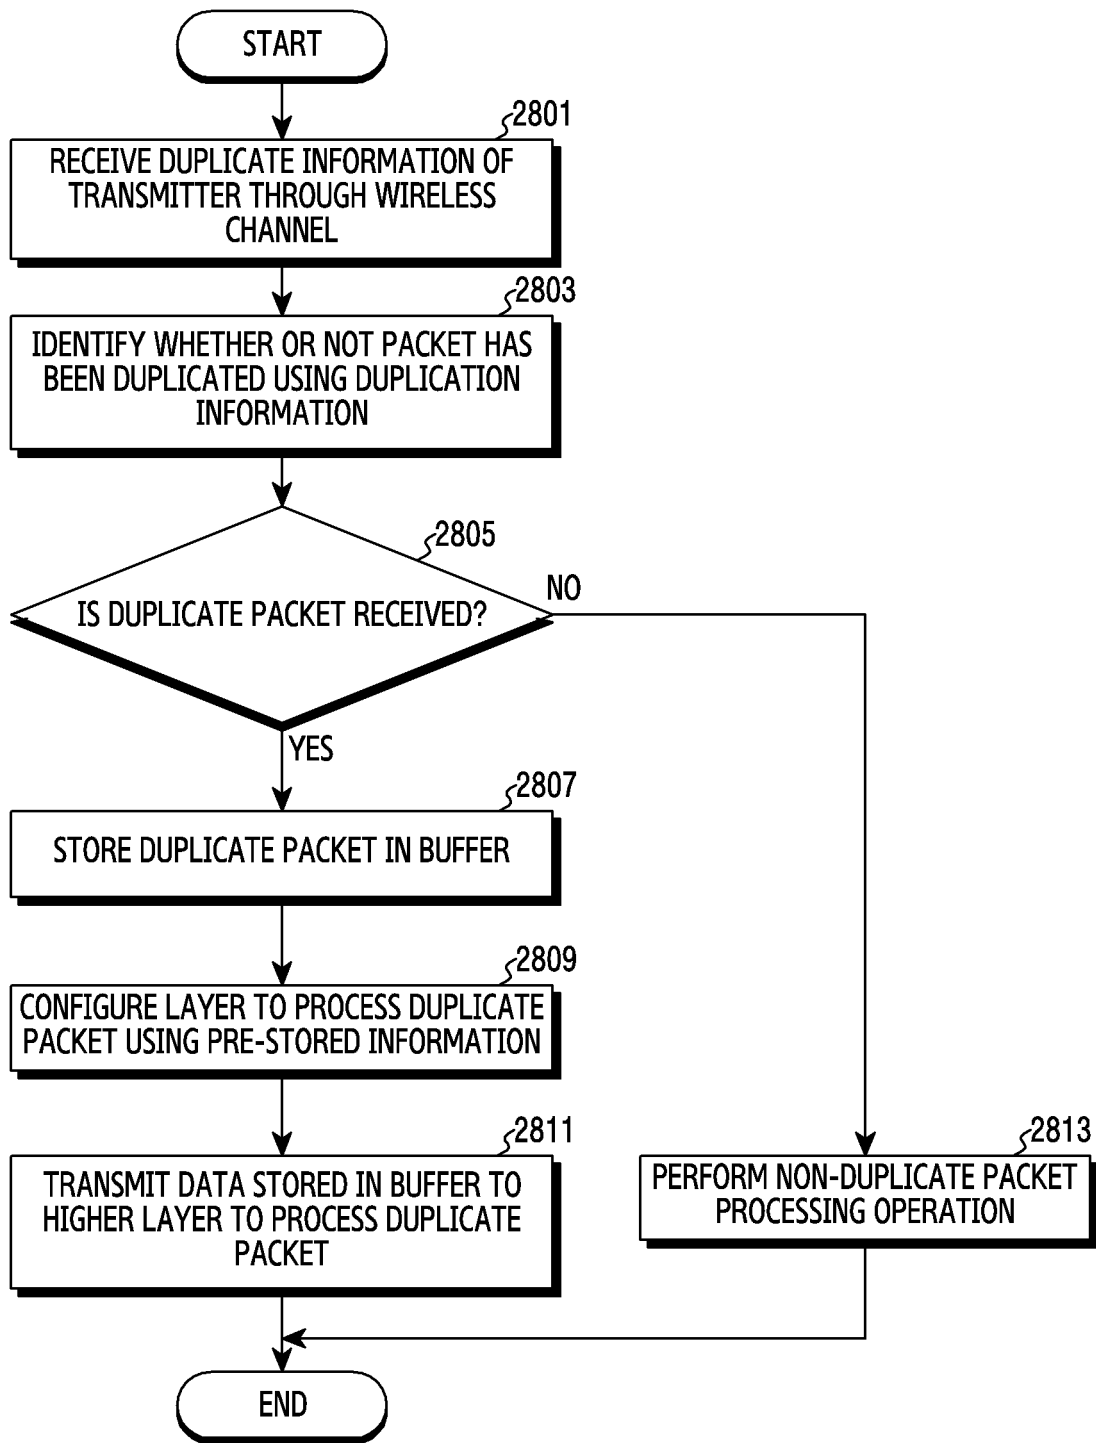 START
2801
RECEIVE DUPLICATE INFORMATION OF
TRANSMITTER THROUGH WIRELESS
CHANNEL
2803
IDENTIFY WHETHER OR NOT PACKET HAS
BEEN DUPLICATED USING DUPLICATION
INFORMATION
2805
IS DUPLICATE PACKET RECEIVED?
NO
YES
2807
STORE DUPLICATE PACKET IN BUFFER
2809
CONFIGURE LAYER TO PROCESS DUPLICATE
PACKET USING PRE-STORED INFORMATION
2811
TRANSMIT DATA STORED IN BUFFER TO
HIGHER LAYER TO PROCESS DUPLICATE
PACKET
2813
PERFORM NON-DUPLICATE PACKET
PROCESSING OPERATION
END